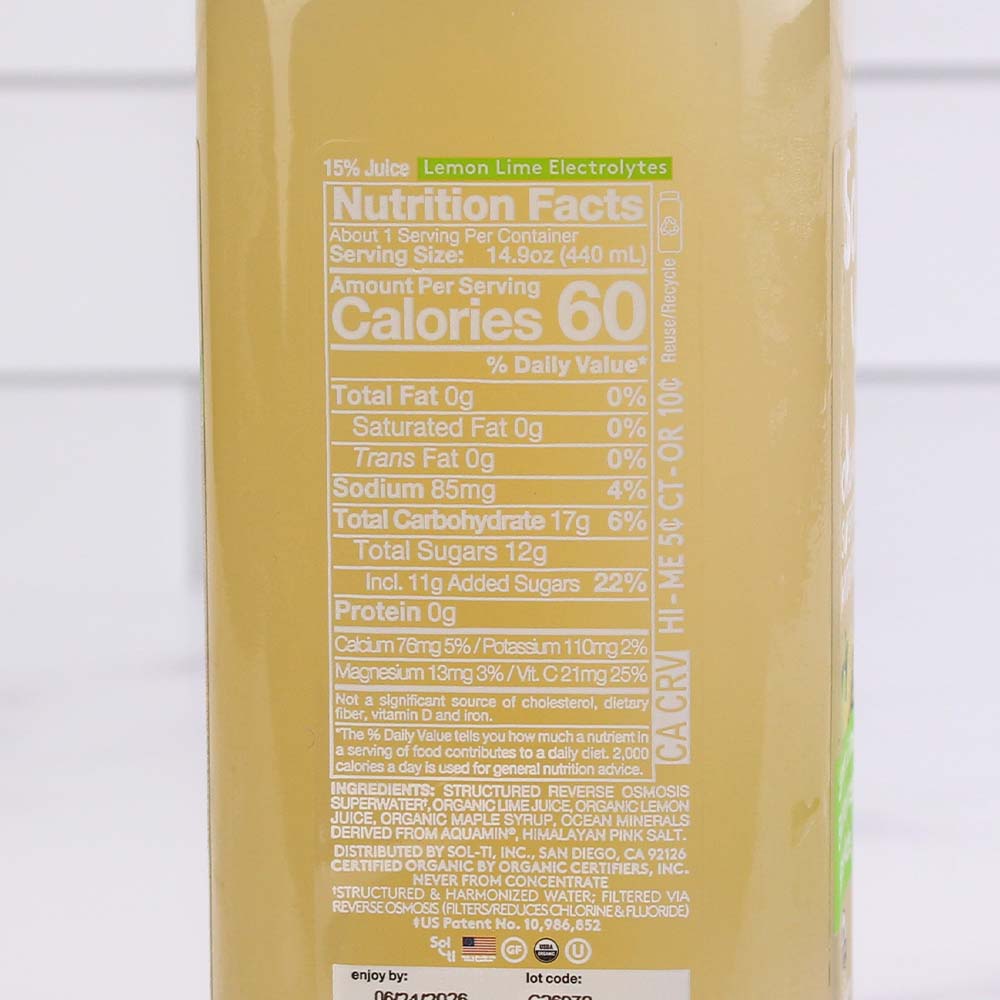 15% Juice Lemon Lime Electrolytes
Nutrition Facts
About 1 Serving Per Container
Serving Size: 14.9oz (440 mL)
Amount Per Serving
Calories 60
% Daily Value*
Total Fat 0g 0%
Saturated Fat 0g 0%
Trans Fat 0g 0%
Sodium 85mg 4%
Total Carbohydrate 17g 6%
Total Sugars 12g
Incl. 11g Added Sugars 22%
Protein 0g
Calcium 76mg 5% / Potassium 110mg 2%
Magnesium 13mg 3% / Vit. C 21mg 25%
Not a significant source of cholesterol, dietary
fiber, vitamin D and iron.
*The % Daily Value tells you how much a nutrient in
a serving of food contributes to a daily diet. 2,000
calories a day is used for general nutrition advice.
CA CRV HI-ME 5¢ CT-OR 10¢ Reuse/Recycle
INGREDIENTS: STRUCTURED REVERSE OSMOSIS
SUPERWATER‡, ORGANIC LIME JUICE, ORGANIC LEMON
JUICE, ORGANIC MAPLE SYRUP, OCEAN MINERALS
DERIVED FROM AQUAMIN®, HIMALAYAN PINK SALT.
DISTRIBUTED BY SOL-TI, INC., SAN DIEGO, CA 92126
CERTIFIED ORGANIC BY ORGANIC CERTIFIERS, INC.
NEVER FROM CONCENTRATE
†STRUCTURED & HARMONIZED WATER; FILTERED VIA
REVERSE OSMOSIS (FILTERS/REDUCES CHLORINE & FLUORIDE)
‡US Patent No. 10,986,852
Sol ti GF USDA ORGANIC U
enjoy by: lot code:
06/24/2026